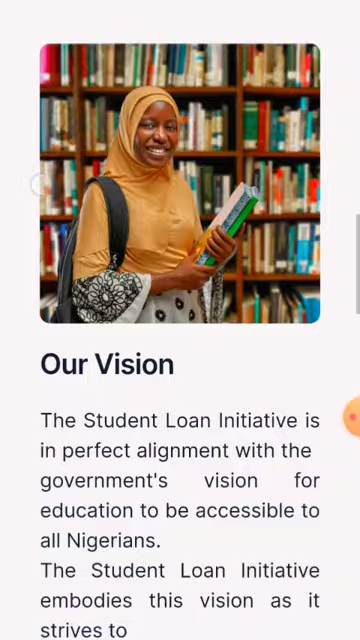 Our Vision
The Student Loan Initiative is
in perfect alignment with the
government's vision for
education to be accessible to
all Nigerians.
The Student Loan Initiative
embodies this vision as it
strives to